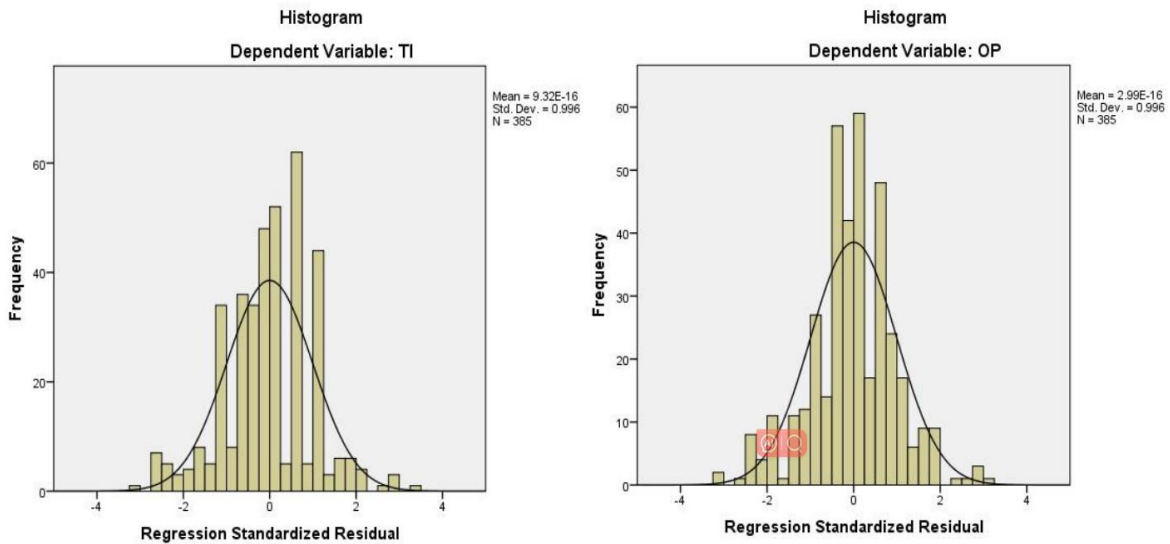 Histogram
Dependent Variable: TI
Mean = 9.32E-16
Std. Dev. = 0.996
N = 385
60
40
20
0
Frequency
-4 -2 0 2 4
Regression Standardized Residual
Histogram
Dependent Variable: OP
Mean = 2.99E-16
Std. Dev. = 0.996
N = 385
60
50
40
30
20
10
0
Frequency
-4 -2 0 2 4
Regression Standardized Residual